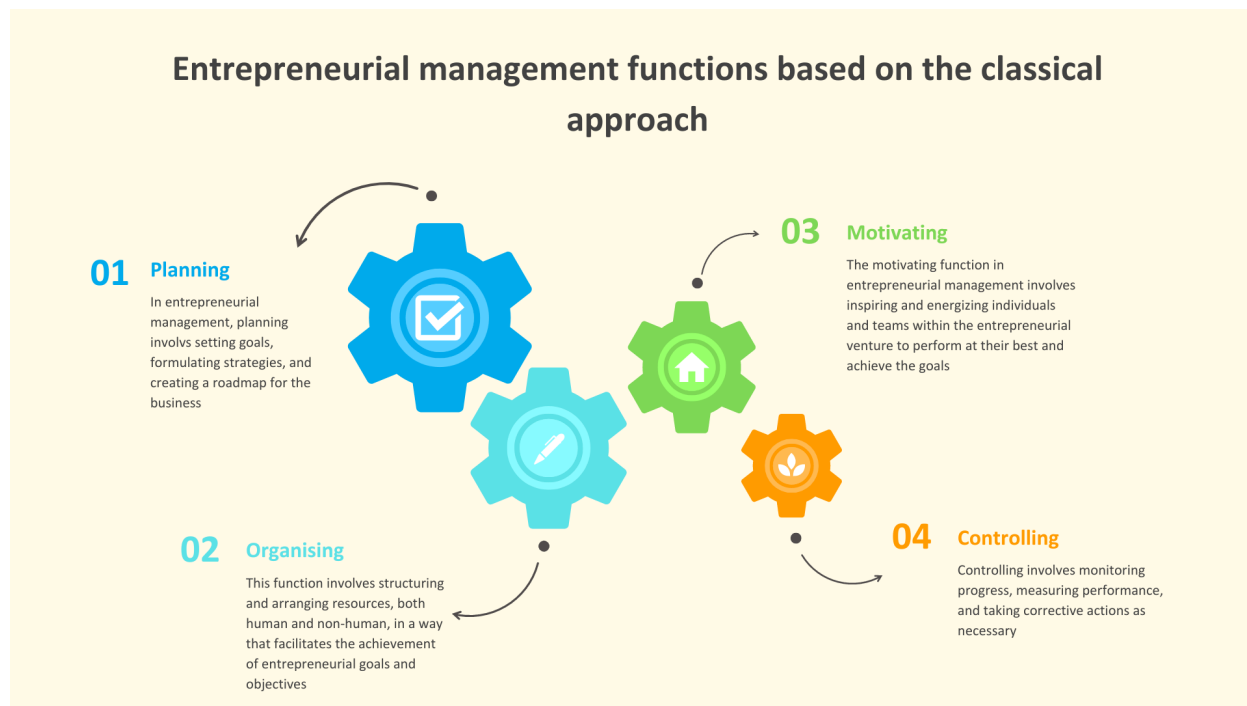 Entrepreneurial management functions based on the classical
approach
01
Planning
In entrepreneurial
management, planning
involvs setting goals,
formulating strategies, and
creating a roadmap for the
business
02
Organising
This function involves structuring
and arranging resources, both
human and non-human, in a way
that facilitates the achievement
of entrepreneurial goals and
objectives
03
Motivating
The motivating function in
entrepreneurial management involves
inspiring and energizing individuals
and teams within the entrepreneurial
venture to perform at their best and
achieve the goals
04
Controlling
Controlling involves monitoring
progress, measuring performance,
and taking corrective actions as
necessary